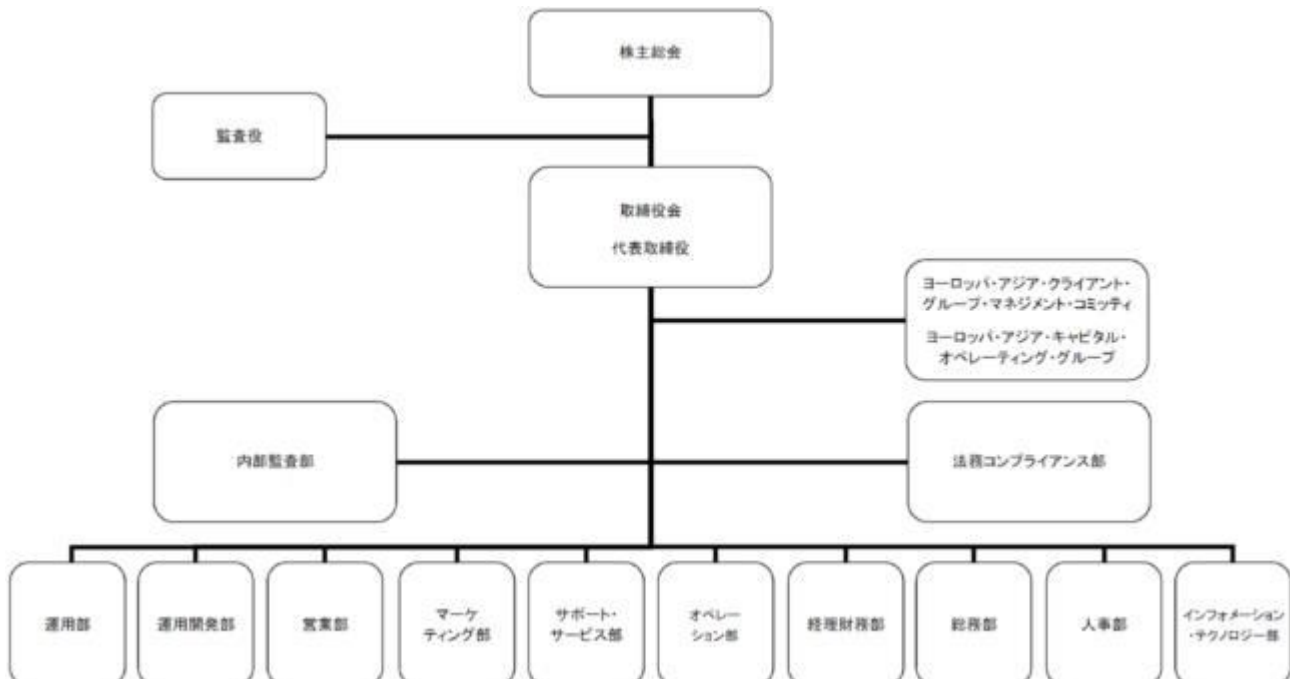 株主総会
監査役
取締役会
代表取締役
ヨーロッパ・アジア・クライアント・
グループ・マネジメント・コミッティ
ヨーロッパ・アジア・キャピタル・
オペレーティング・グループ
内部監査部
法務コンプライアンス部
運用部
運用開発部
営業部
マーケ
ティング部
サポート・
サービス部
オペレー
ション部
経理財務部
総務部
人事部
インフォメーション
・テクノロジー部